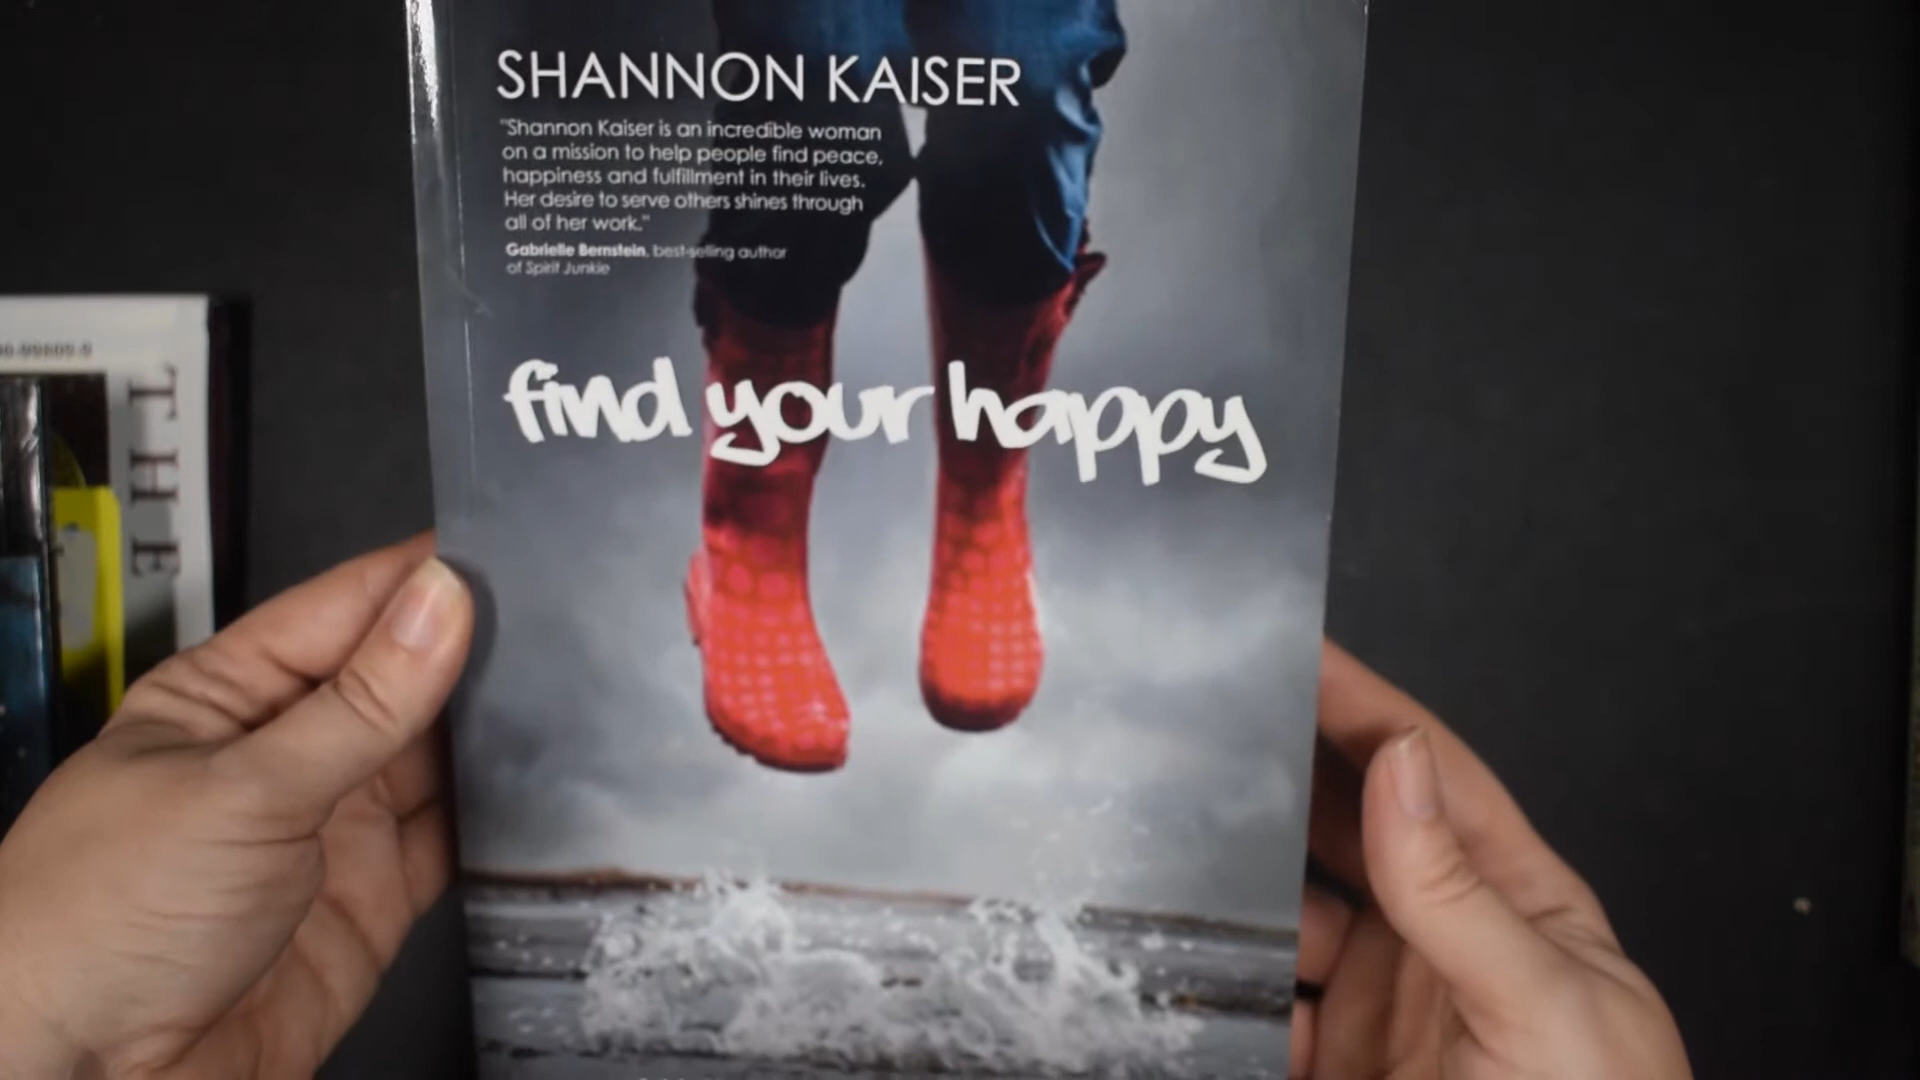 SHANNON KAISER
"Shannon Kaiser is an incredible woman
on a mission to help people find peace,
happiness and fulfillment in their lives.
Her desire to serve others shines through
all of her work."
Gabrielle Bernstein, best-selling author
of Spirit Junkie
find your happy
THE